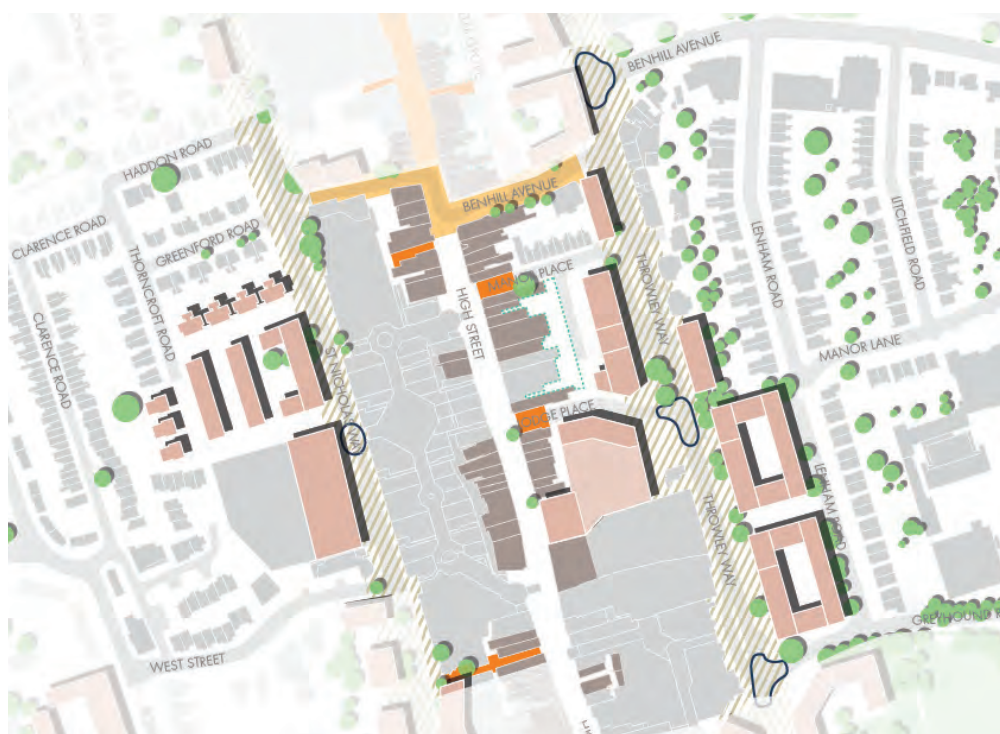 BENHILL AVENUE
HADDON ROAD
CLARENCE ROAD
GREENFORD ROAD
THORNCROFT ROAD
CLARENCE ROAD
BENHILL AVENUE
MANOR PLACE
HIGH STREET
THROWLEY WAY
LENHAM ROAD
LITCHFIELD ROAD
MANOR LANE
ST NICHOLAS WAY
LODGE PLACE
THROWLEY WAY
LENHAM ROAD
GREYHOUND
WEST STREET